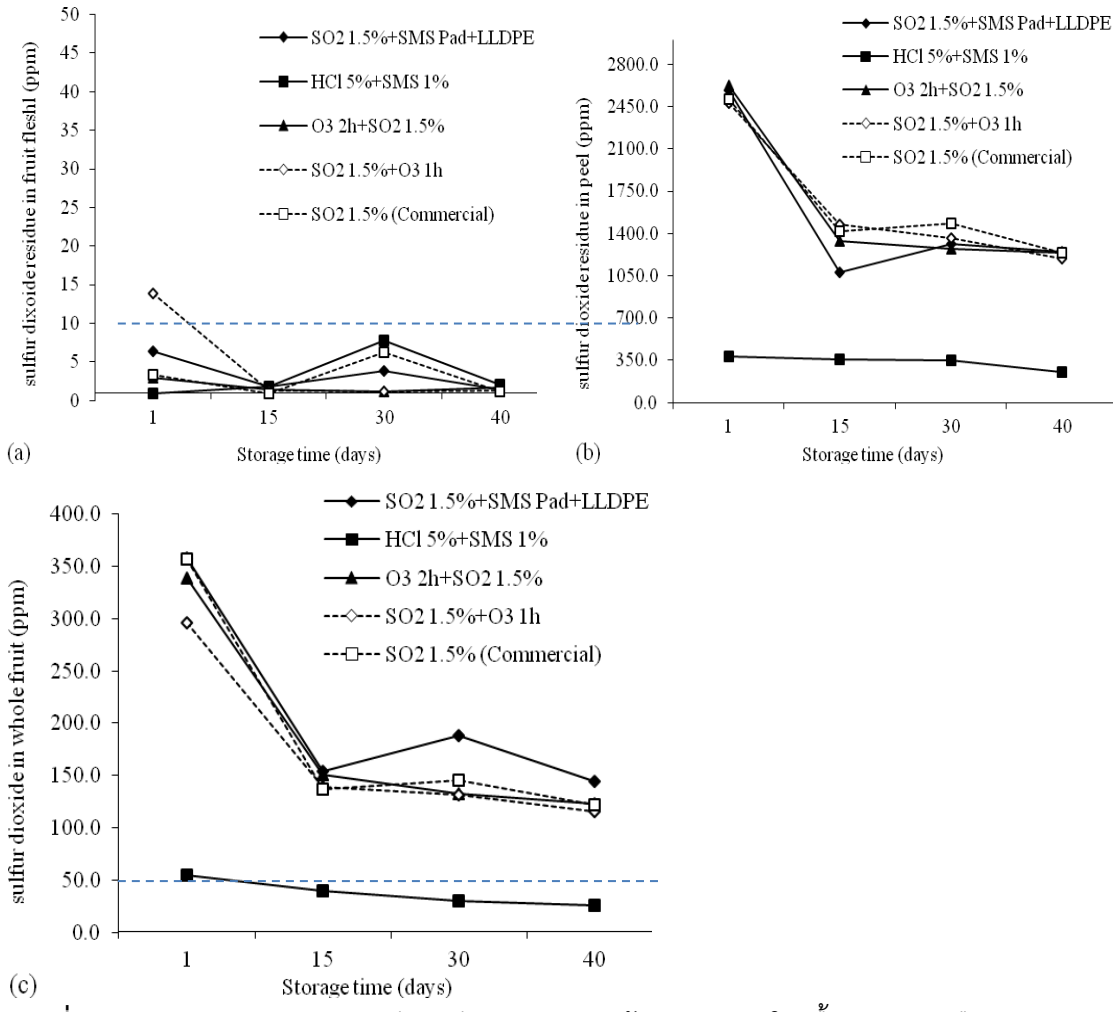 50
45
40
35
30
25
20
15
10
5
0
sulfur dixoideresidue in fruit fleshl (ppm)
SO2 1.5%+SMS Pad+LLDPE
HCl 5%+SMS 1%
O3 2h+SO2 1.5%
SO2 1.5%+O3 1h
SO2 1.5% (Commercial)
1 15 30 40
Storage time (days)
(a)
2800.0
2450.0
2100.0
1750.0
1400.0
1050.0
700.0
350.0
0.0
sulfur dioxideresidue in peel (ppm)
SO2 1.5%+SMS Pad+LLDPE
HCl 5%+SMS 1%
O3 2h+SO2 1.5%
SO2 1.5%+O3 1h
SO2 1.5% (Commercial)
1 15 30 40
Storage time (days)
(b)
400.0
350.0
300.0
250.0
200.0
150.0
100.0
50.0
0.0
sulfur dioxide in whole fruit (ppm)
SO2 1.5%+SMS Pad+LLDPE
HCl 5%+SMS 1%
O3 2h+SO2 1.5%
SO2 1.5%+O3 1h
SO2 1.5% (Commercial)
1 15 30 40
Storage time (days)
(c)